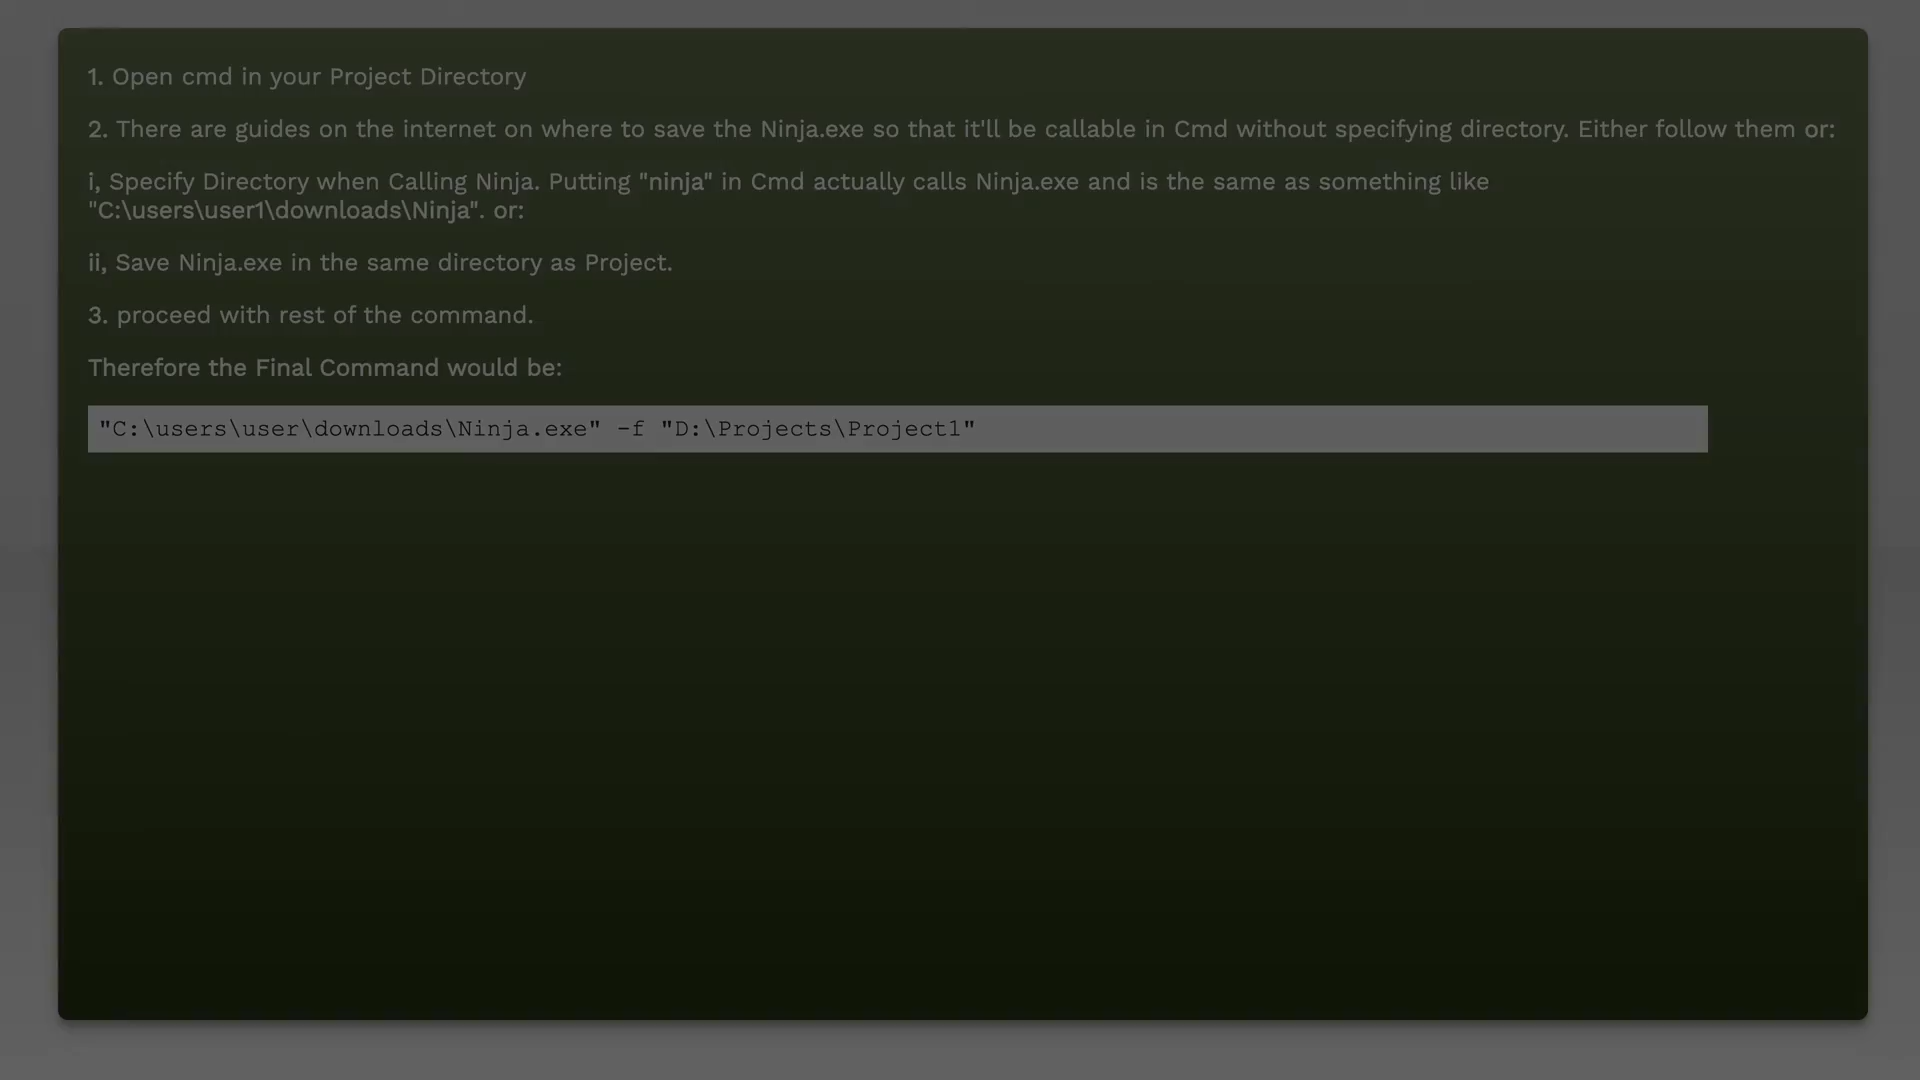 1. Open cmd in your Project Directory
2. There are guides on the internet on where to save the Ninja.exe so that it'll be callable in Cmd without specifying directory. Either follow them or:
i, Specify Directory when Calling Ninja. Putting "ninja" in Cmd actually calls Ninja.exe and is the same as something like
"C:\users\user1\downloads\Ninja". or:
ii, Save Ninja.exe in the same directory as Project.
3. proceed with rest of the command.
Therefore the Final Command would be:
"C:\users\user\downloads\Ninja.exe" -f "D:\Projects\Project1"